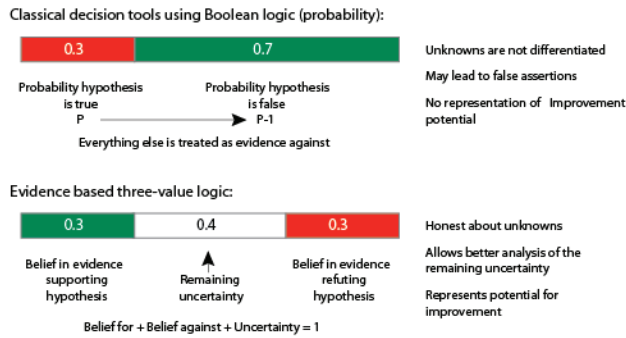 Classical decision tools using Boolean logic (probability):
0.3 0.7
Unknowns are not differentiated
May lead to false assertions
No representation of Improvement
potential
Probability hypothesis
is true
P
Probability hypothesis
is false
P-1
Everything else is treated as evidence against
Evidence based three-value logic:
0.3 0.4 0.3
Honest about unknowns
Allows better analysis of the
remaining uncertainty
Represents potential for
improvement
Belief in evidence
supporting
hypothesis
Remaining
uncertainty
Belief in evidence
refuting
hypothesis
Belief for + Belief against + Uncertainty = 1